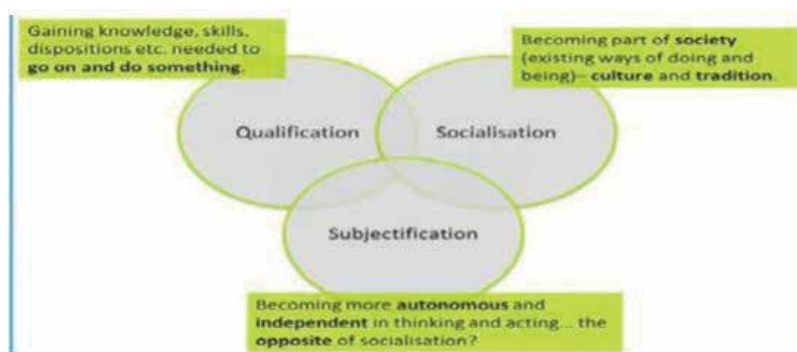 Gaining knowledge, skills,
dispositions etc. needed to
go on and do something.
Becoming part of society
(existing ways of doing and
being)– culture and tradition.
Qualification
Socialisation
Subjectification
Becoming more autonomous and
independent in thinking and acting... the
opposite of socialisation?